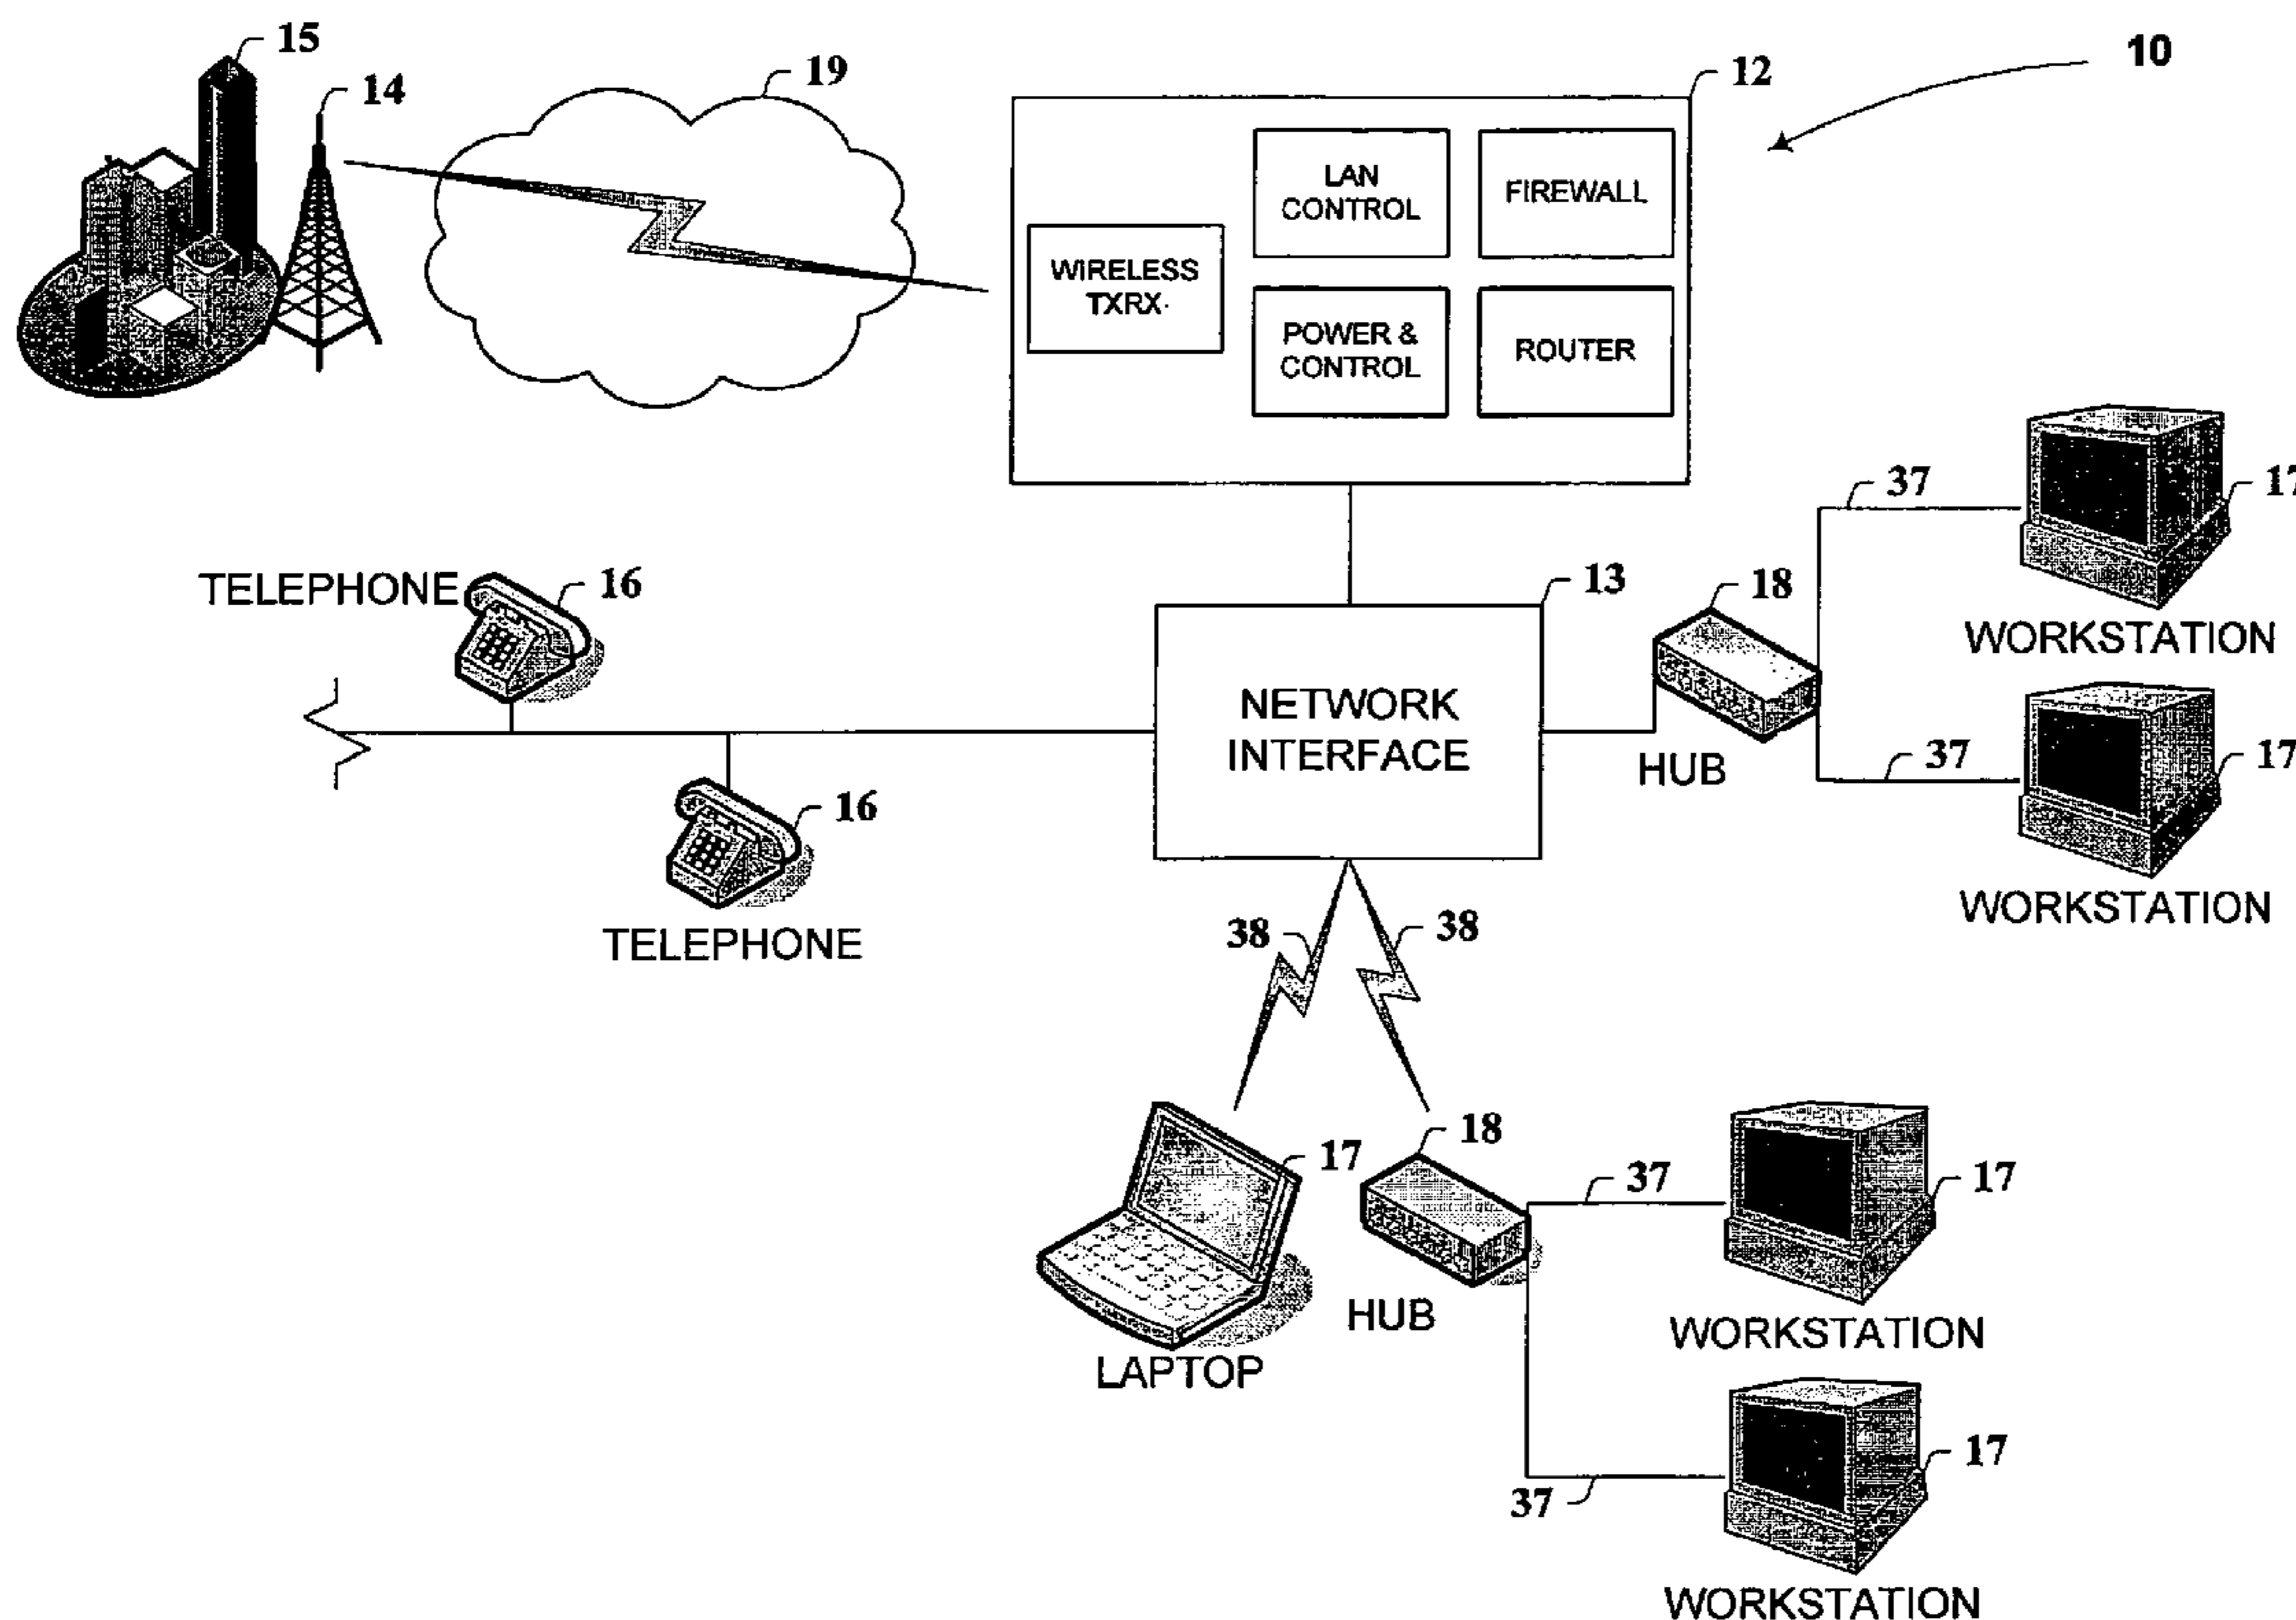 15
14
19
12
10
LAN
CONTROL
FIREWALL
WIRELESS
TXRX
POWER &
CONTROL
ROUTER
37
17
TELEPHONE
16
13
18
WORKSTATION
NETWORK
INTERFACE
HUB
37
17
16
TELEPHONE
WORKSTATION
38
38
17
18
37
17
HUB
WORKSTATION
LAPTOP
37
17
WORKSTATION